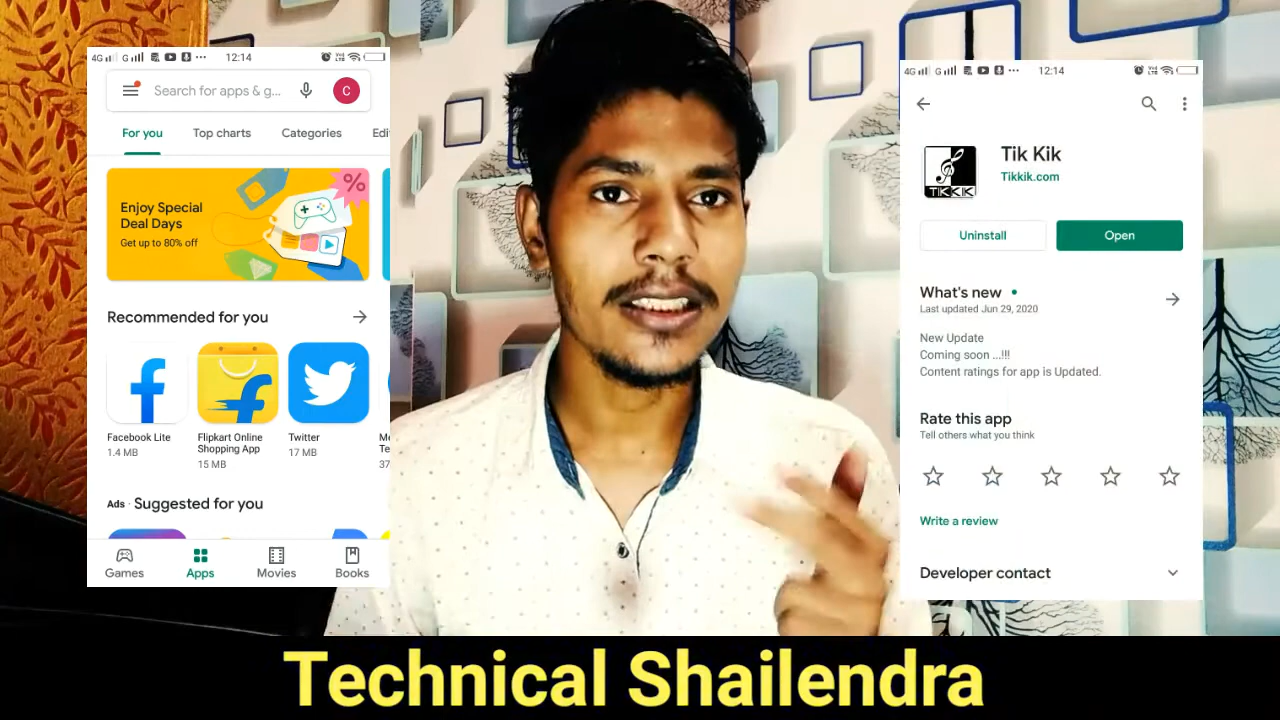 4G G 12:14
Search for apps & g...
C
For you Top charts Categories Edi
Enjoy Special
Deal Days
Get up to 80% off
%
Recommended for you
Facebook Lite
1.4 MB
Flipkart Online
Shopping App
15 MB
Twitter
17 MB
Me
Te
37
Ads · Suggested for you
Games Apps Movies Books
4G G 12:14
TIKKIK
Tik Kik
Tikkik.com
Uninstall Open
What's new
Last updated Jun 29, 2020
New Update
Coming soon ...!!!
Content ratings for app is Updated.
Rate this app
Tell others what you think
Write a review
Developer contact
Technical Shailendra